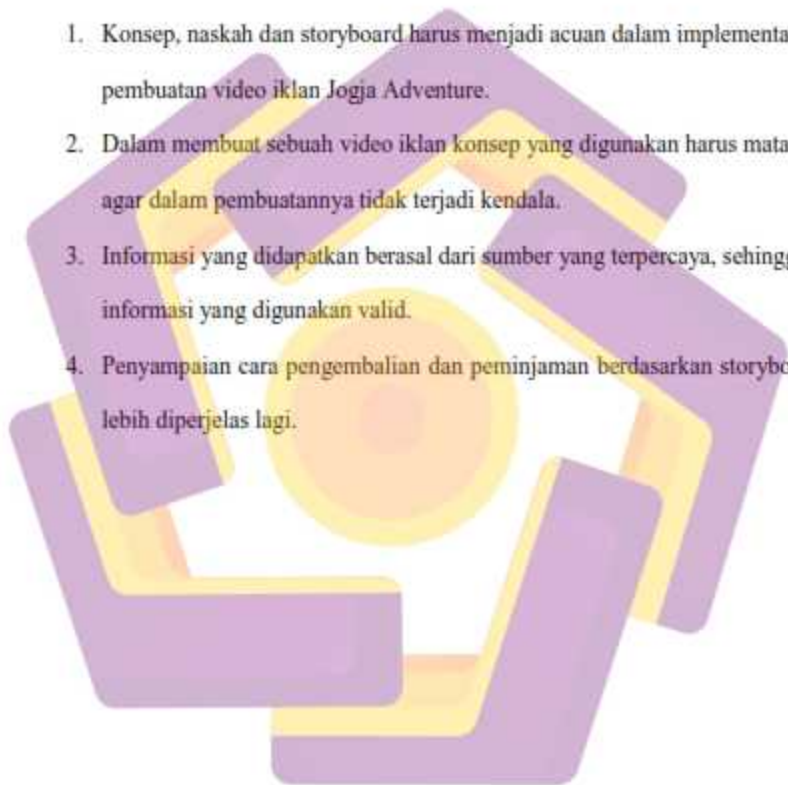 1. Konsep, naskah dan storyboard harus menjadi acuan dalam implementa
pembuatan video iklan Jogja Adventure.
2. Dalam membuat sebuah video iklan konsep yang digunakan harus mata
agar dalam pembuatannya tidak terjadi kendala.
3. Informasi yang didapatkan berasal dari sumber yang terpercaya, sehingg
informasi yang digunakan valid.
4. Penyampaian cara pengembalian dan peminjaman berdasarkan storybo
lebih diperjelas lagi.